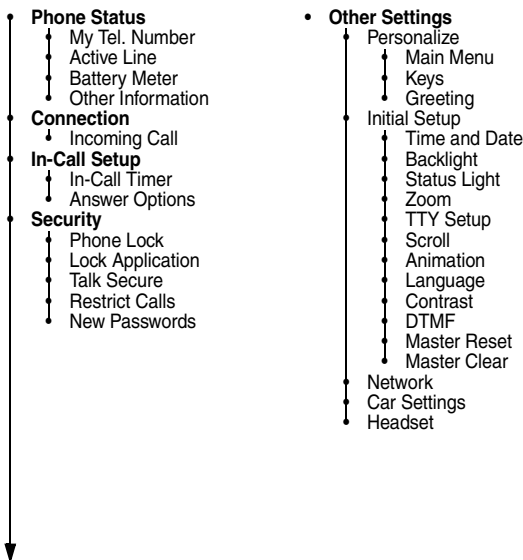 Phone Status
My Tel. Number
Active Line
Battery Meter
Other Information
Connection
Incoming Call
In-Call Setup
In-Call Timer
Answer Options
Security
Phone Lock
Lock Application
Talk Secure
Restrict Calls
New Passwords
Other Settings
Personalize
Main Menu
Keys
Greeting
Initial Setup
Time and Date
Backlight
Status Light
Zoom
TTY Setup
Scroll
Animation
Language
Contrast
DTMF
Master Reset
Master Clear
Network
Car Settings
Headset